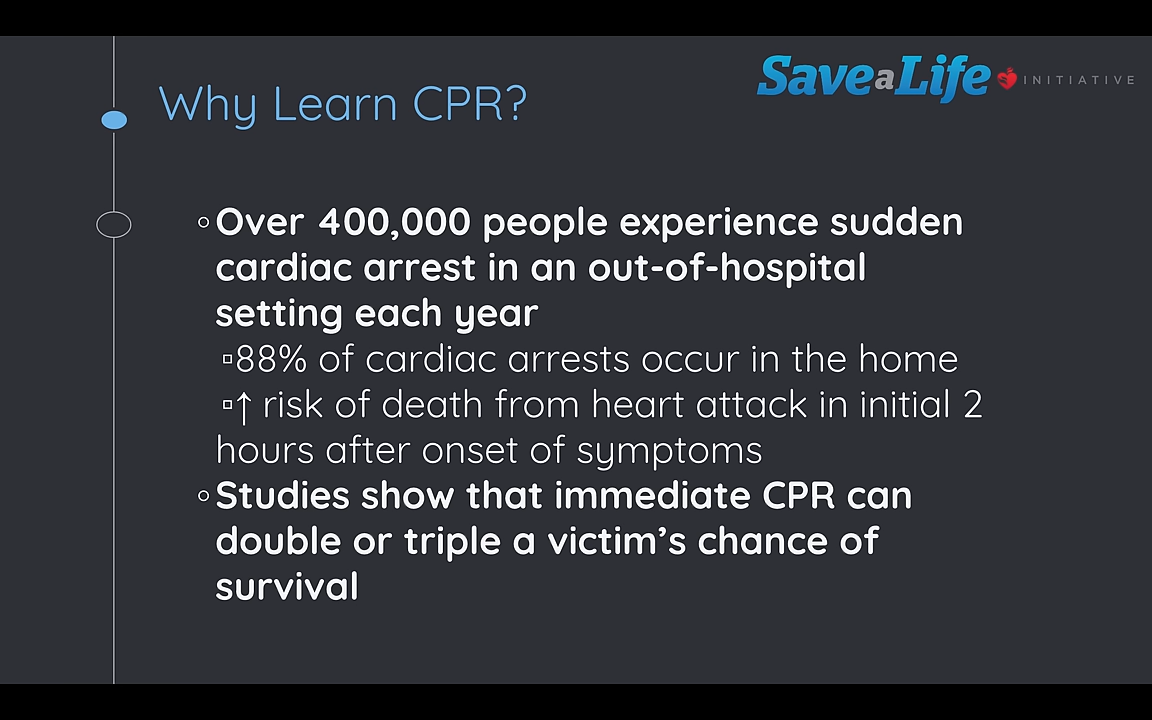 Save a Life INITIATIVE
Why Learn CPR?
◦Over 400,000 people experience sudden
cardiac arrest in an out-of-hospital
setting each year
▫88% of cardiac arrests occur in the home
▫↑ risk of death from heart attack in initial 2
hours after onset of symptoms
◦Studies show that immediate CPR can
double or triple a victim’s chance of
survival